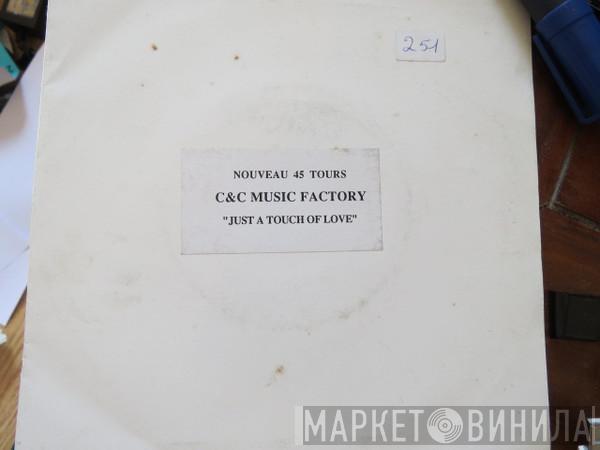 251
NOUVEAU 45 TOURS
C&C MUSIC FACTORY
"JUST A TOUCH OF LOVE"
МАРКЕТ ВИНИЛА